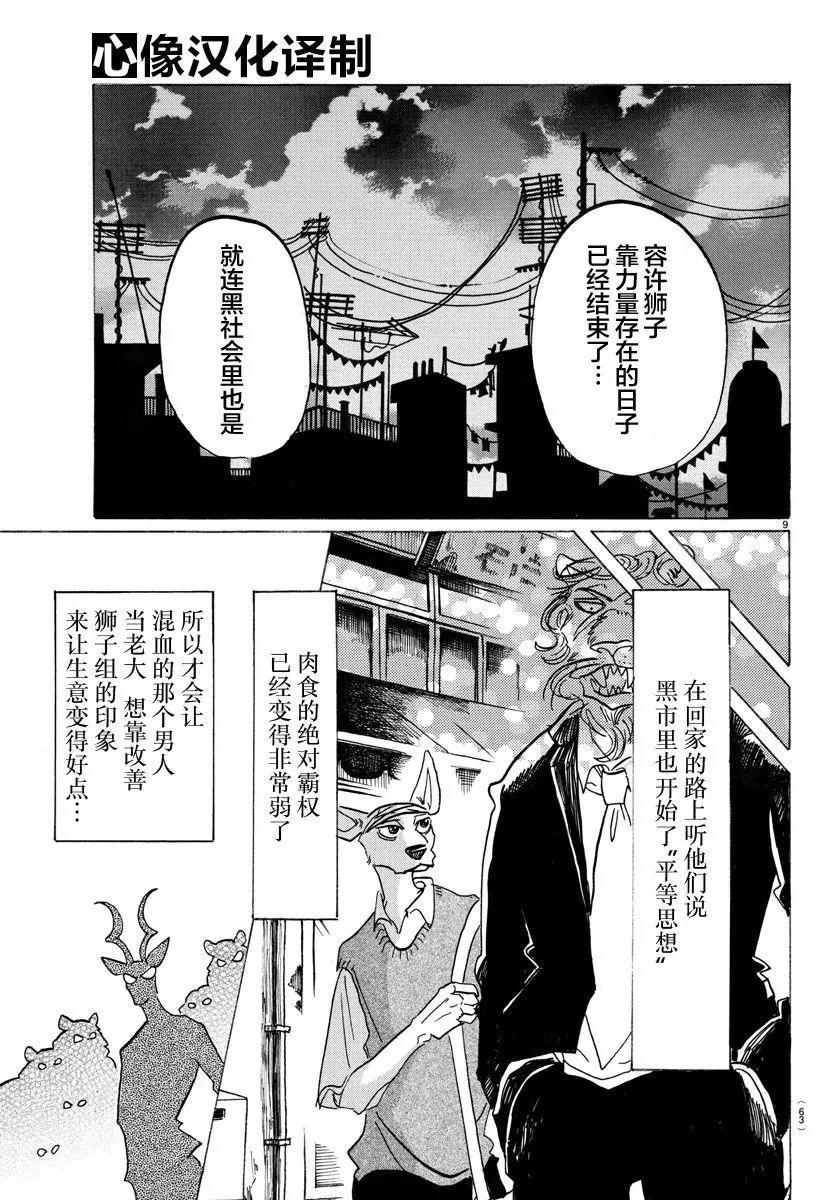 心像汉化译制
容许狮子
靠力量存在的日子
已经结束了…
就连黑社会里也是
9
在回家的路上听他们说
黑市里也开始了“平等思想”
肉食的绝对霸权
已经变得非常弱了
所以才会让
混血的那个男人
当老大 想靠改善
狮子组的印象
来让生意变得好点…
(63)